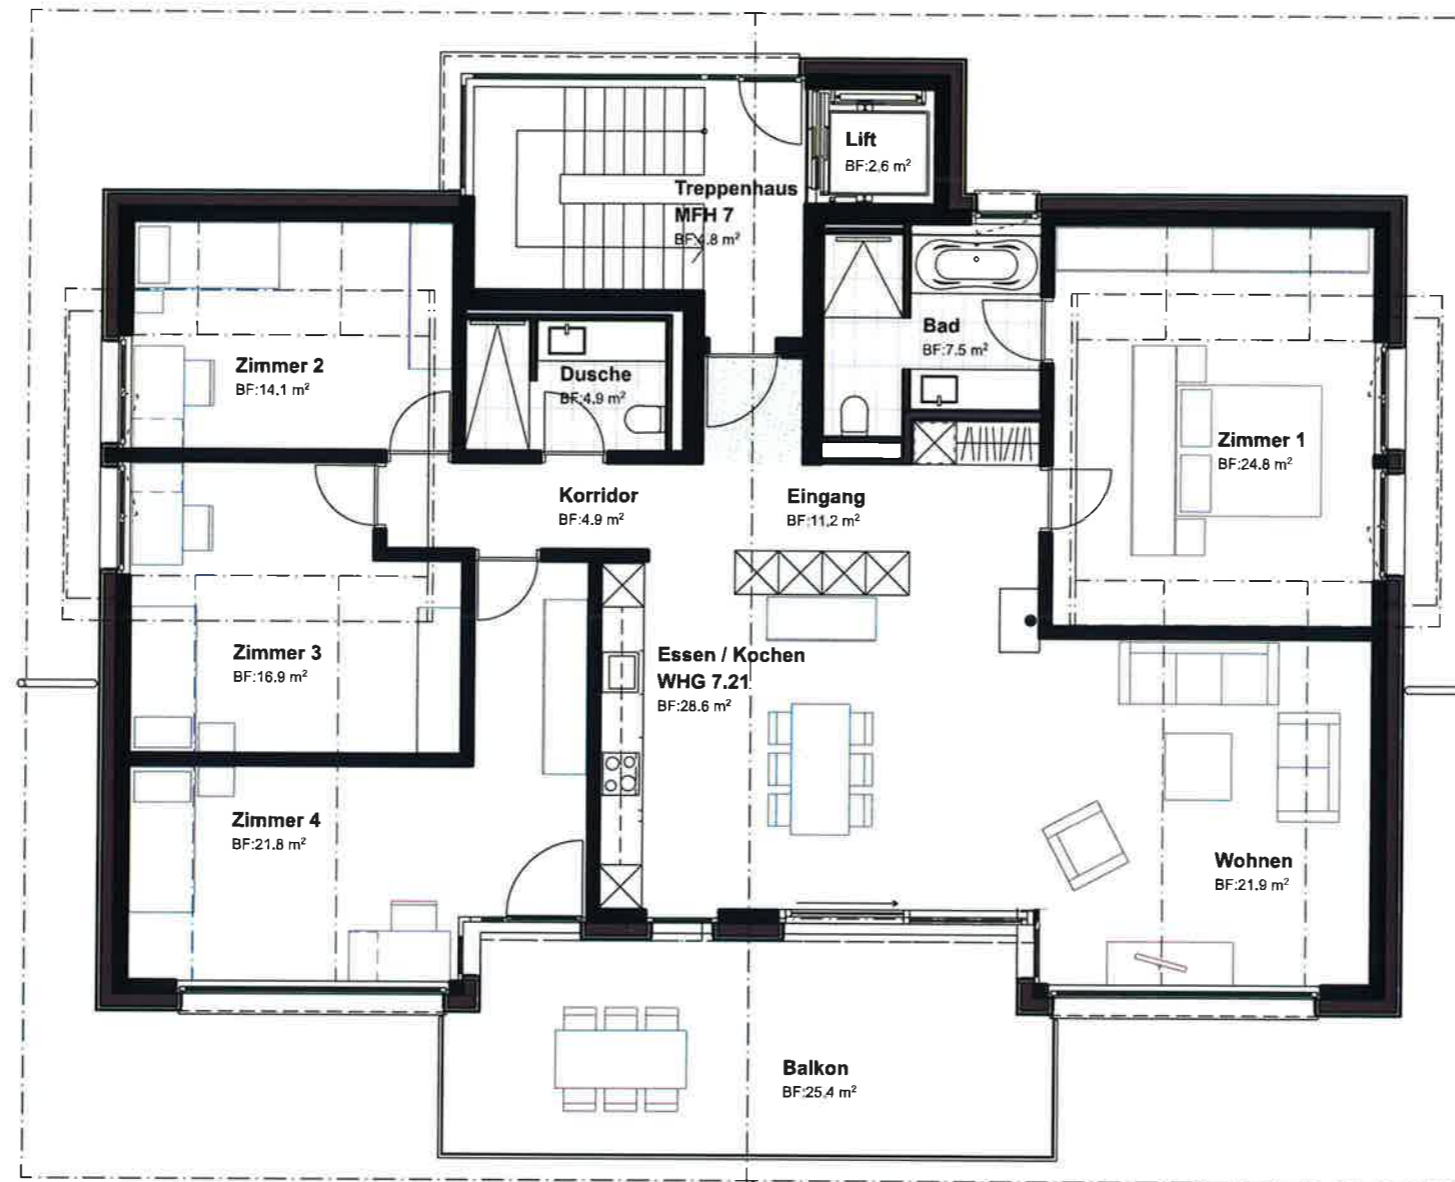 Lift
BF:2.6 m²
Treppenhaus
MFH 7
Zimmer 2
BF:14.1 m²
Dusche
BF:4.9 m²
Bad
BF:7.5 m²
Zimmer 1
BF:24.8 m²
Korridor
BF:4.9 m²
Eingang
BF:11.2 m²
Zimmer 3
BF:16.9 m²
Essen / Kochen
WHG 7.21
BF:28.6 m²
Zimmer 4
BF:21.8 m²
Wohnen
BF:21.9 m²
Balkon
BF:25.4 m²